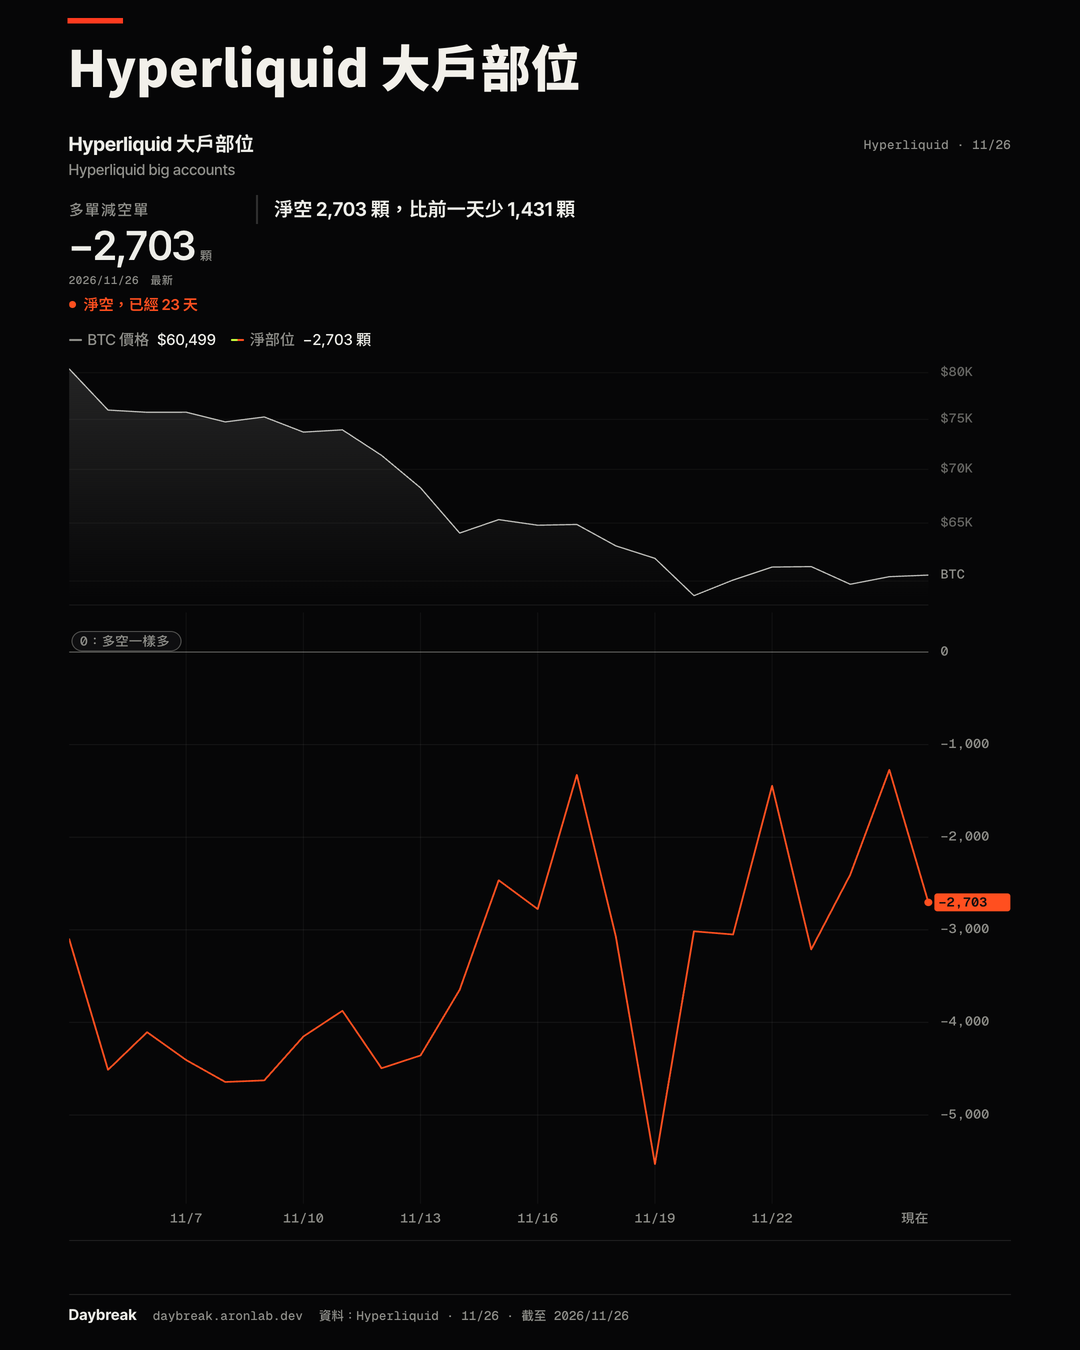 Hyperliquid 大戶部位
Hyperliquid 大戶部位
Hyperliquid · 11/26
Hyperliquid big accounts
多單減空單
淨空 2,703 顆，比前一天少 1,431 顆
−2,703 顆
2026/11/26 最新
淨空，已經 23 天
BTC 價格 $60,499 淨部位 −2,703 顆
$80K
$75K
$70K
$65K
BTC
0：多空一樣多
0
−1,000
−2,000
−2,703
−3,000
−4,000
−5,000
11/7 11/10 11/13 11/16 11/19 11/22 現在
Daybreak daybreak.aronlab.dev 資料：Hyperliquid · 11/26 · 截至 2026/11/26